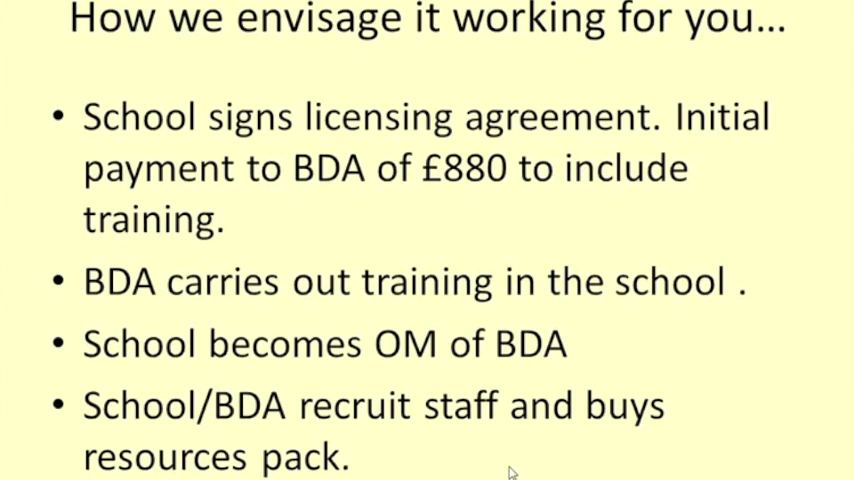 How we envisage it working for you...
• School signs licensing agreement. Initial
payment to BDA of £880 to include
training.
• BDA carries out training in the school .
• School becomes OM of BDA
• School/BDA recruit staff and buys
resources pack.